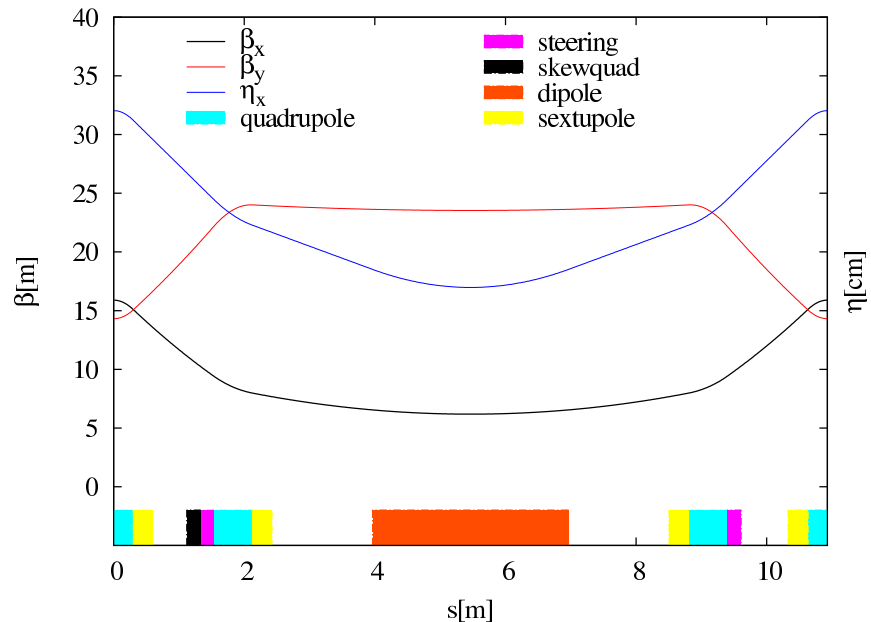 40
35
30
25
20
15
10
5
0
β[m]
βx
βy
ηx
quadrupole
steering
skewquad
dipole
sextupole
η[cm]
0 2 4 6 8 10
s[m]